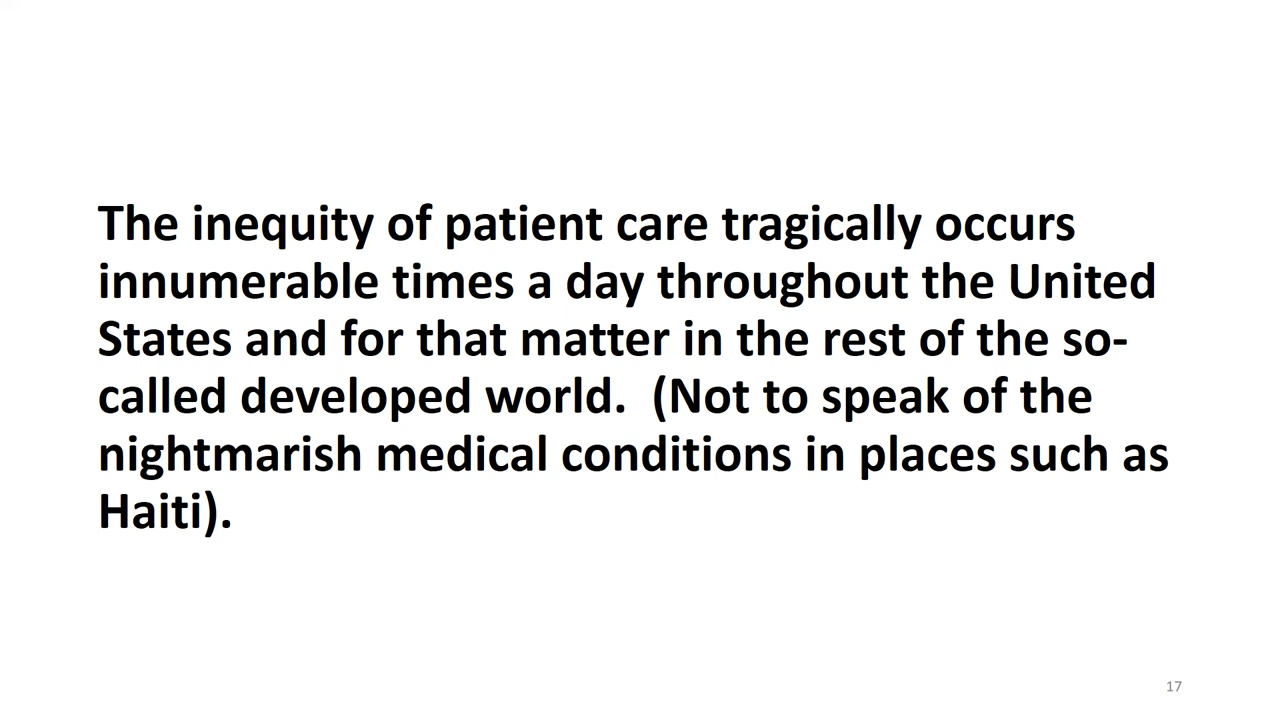 The inequity of patient care tragically occurs
innumerable times a day throughout the United
States and for that matter in the rest of the so-
called developed world.  (Not to speak of the
nightmarish medical conditions in places such as
Haiti).
17